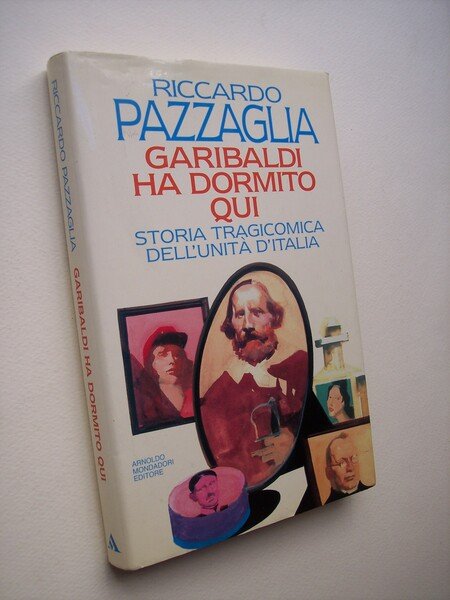 RICCARDO
PAZZAGLIA
GARIBALDI
HA DORMITO
QUI
STORIA TRAGICOMICA
DELL'UNITÀ D'ITALIA
ARNOLDO
MONDADORI
EDITORE
RICCARDO PAZZAGLIA GARIBALDI HA DORMITO QUI